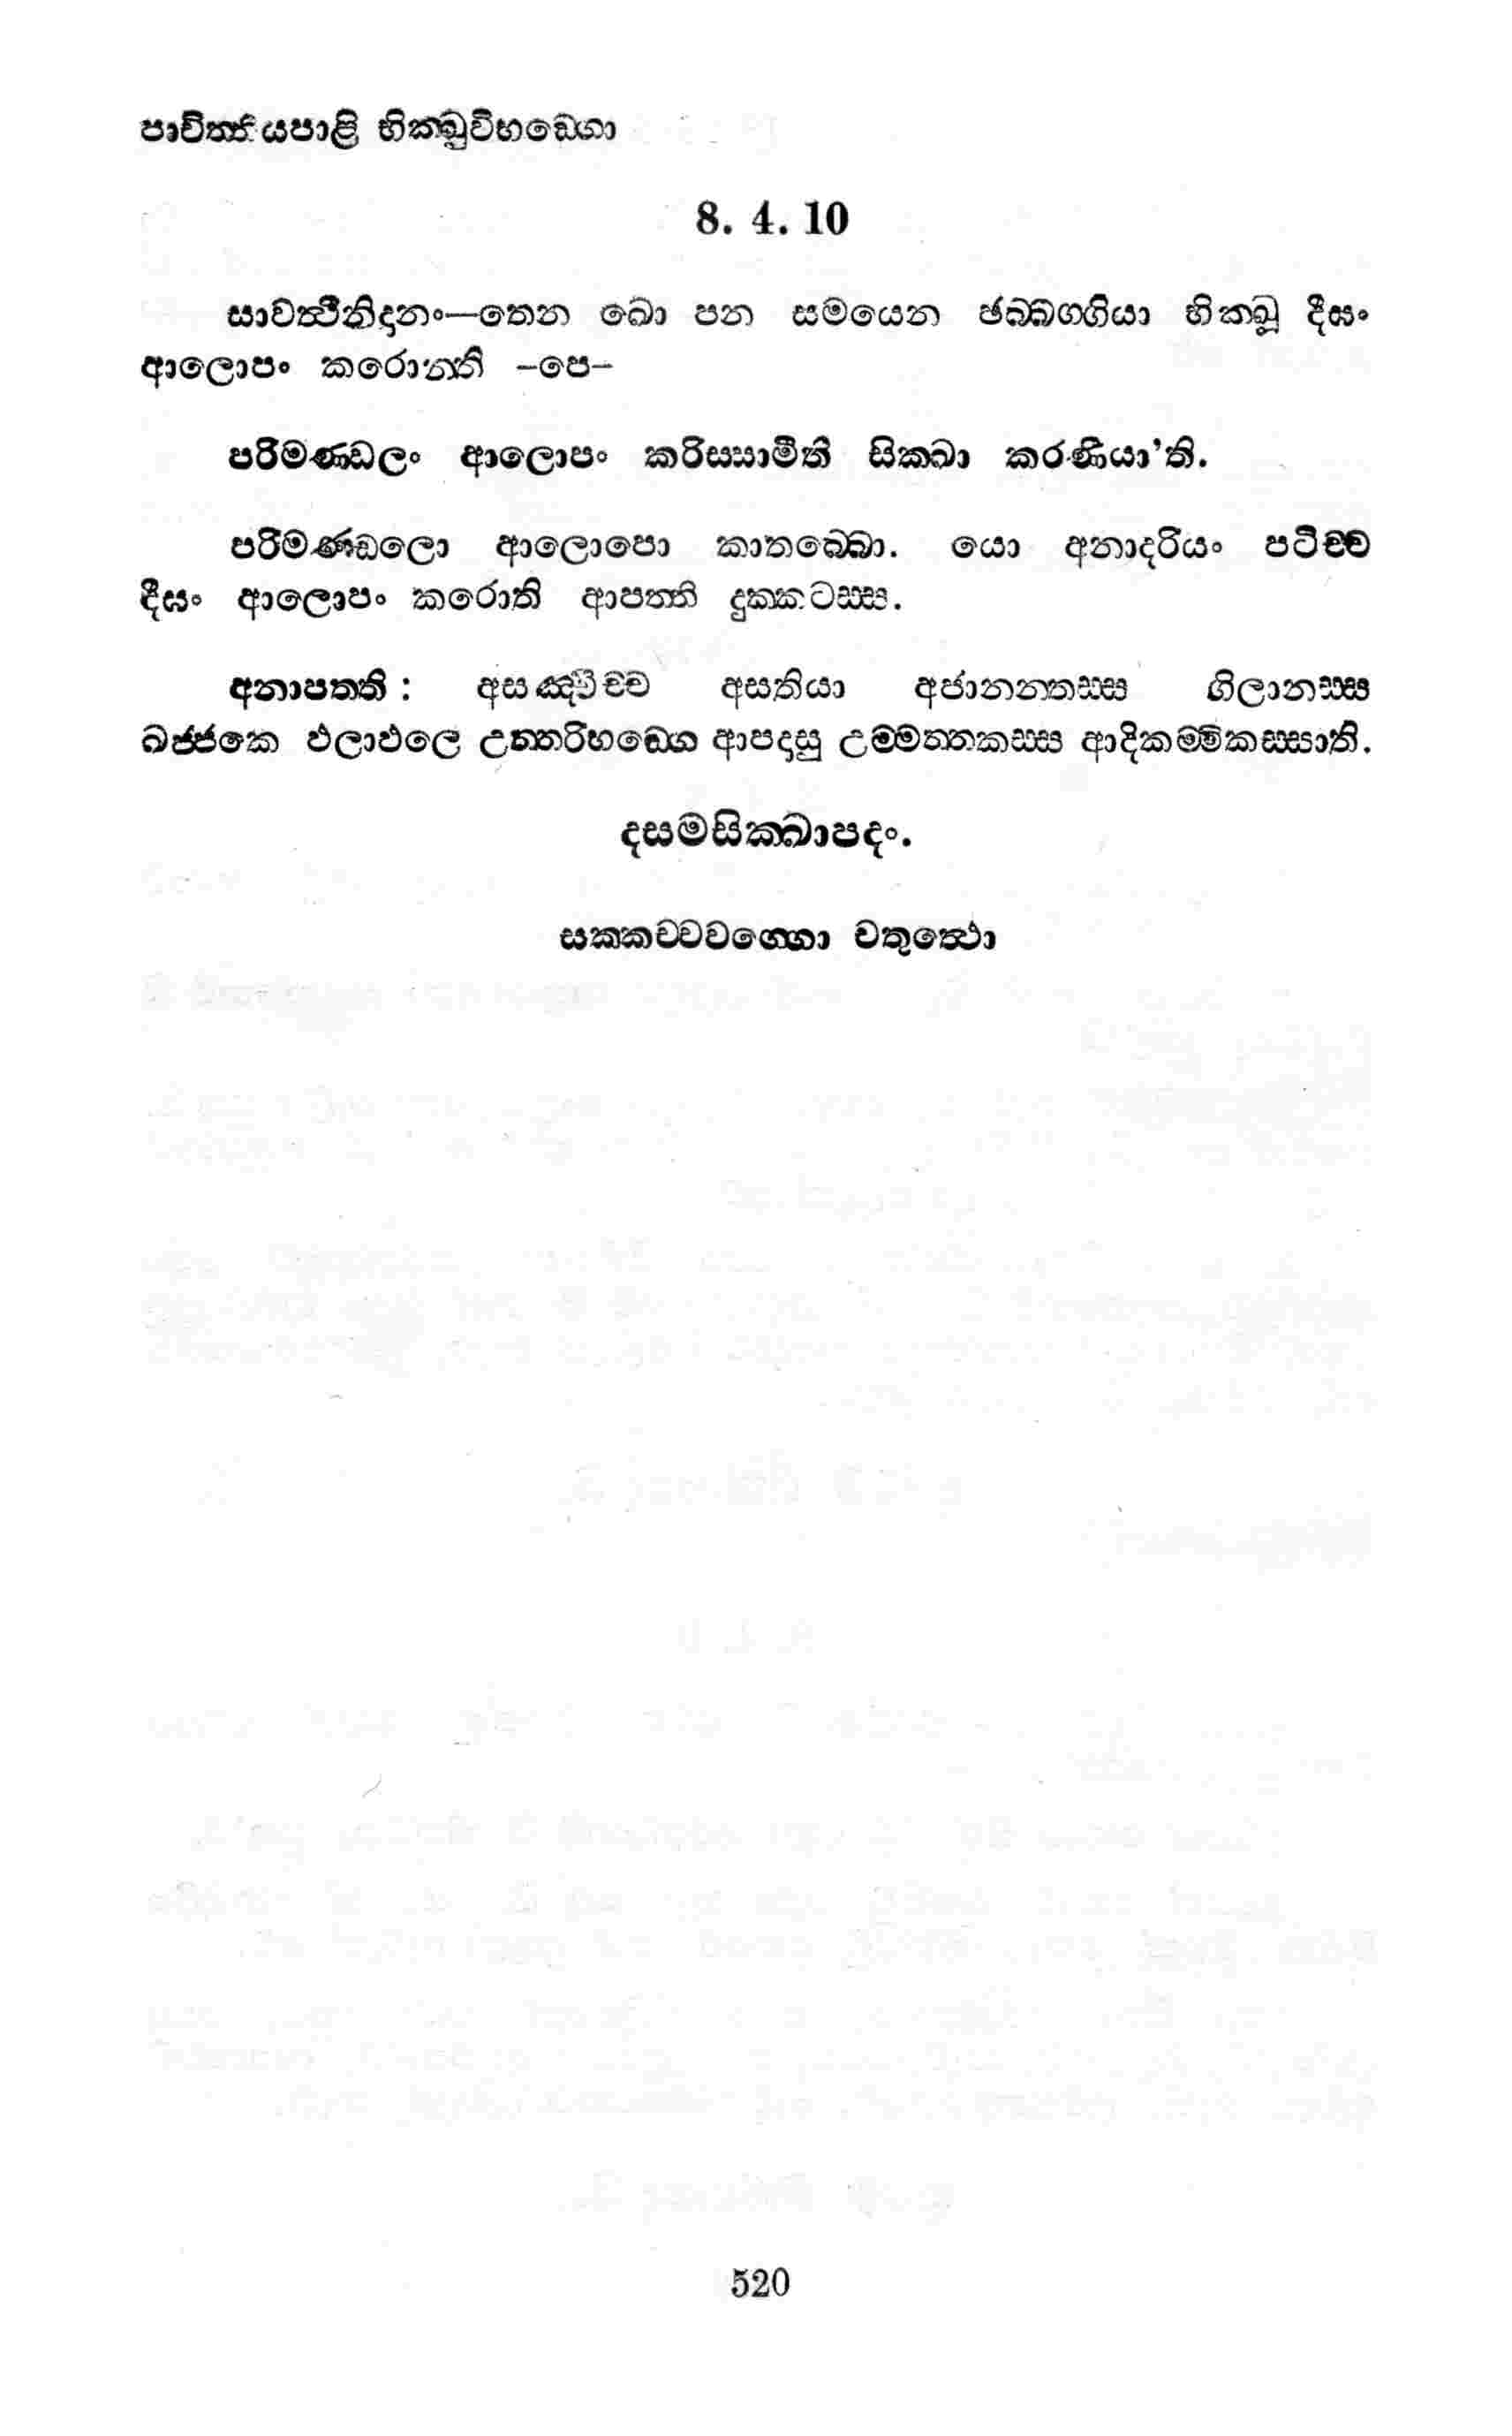 පාචිත්තියපාළි භික්ඛුවිභඞ්ගො
8. 4. 10
සාවත්ථිනිදානං—තෙන ඛො පන සමයෙන ඡබ්බග්ගියා භික්ඛූ දීඝං
ආලොපං කරොන්ති -පෙ-
පරිමණ්ඩලං ආලොපං කරිස්සාමීති සික්ඛා කරණීයා'ති.
පරිමණ්ඩලො ආලොපො කාතබ්බො. යො අනාදරියං පටිච්ච
දීඝං ආලොපං කරොති ආපත්ති දුක්කටස්ස.
අනාපත්ති : අසඤ්චිච්ච අසතියා අජානන්තස්ස ගිලානස්ස
ඛජ්ජකෙ ඵලාඵලෙ උත්තරිභඞ්ගෙ ආපදාසු උම්මත්තකස්ස ආදිකම්මිකස්සාති.
දසමසික්ඛාපදං.
සක්කච්චවග්ගො චතුත්ථො
520